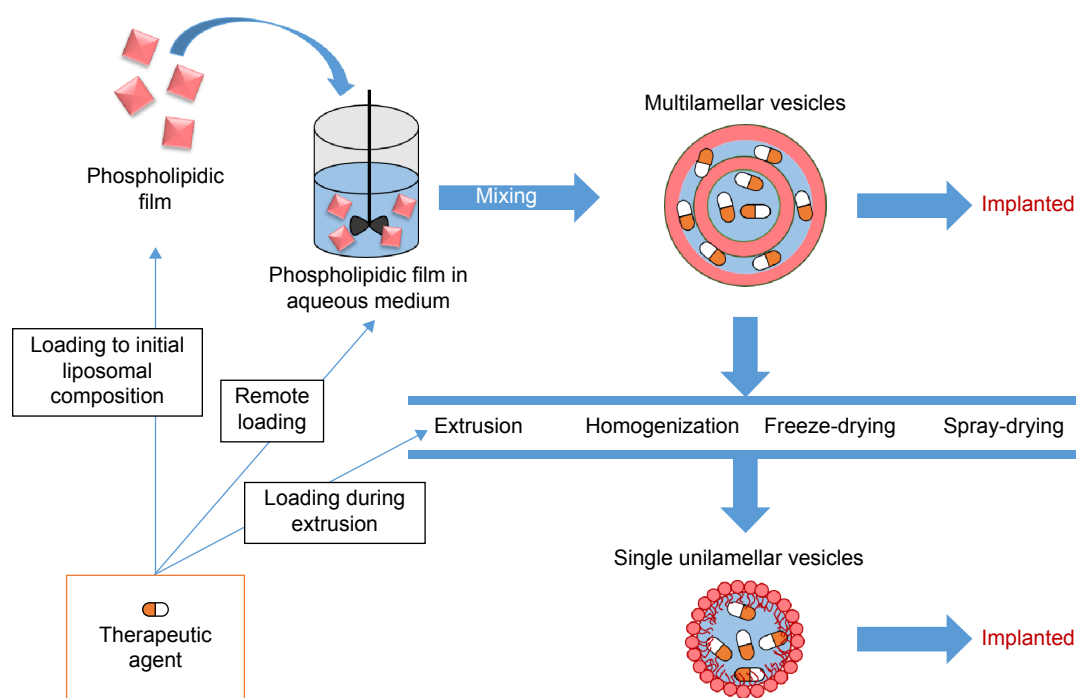 Phospholipidic
film
Phospholipidic film in
aqueous medium
Mixing
Multilamellar vesicles
Implanted
Loading to initial
liposomal
composition
Remote
loading
Loading during
extrusion
Therapeutic
agent
Extrusion
Homogenization
Freeze-drying
Spray-drying
Single unilamellar vesicles
Implanted